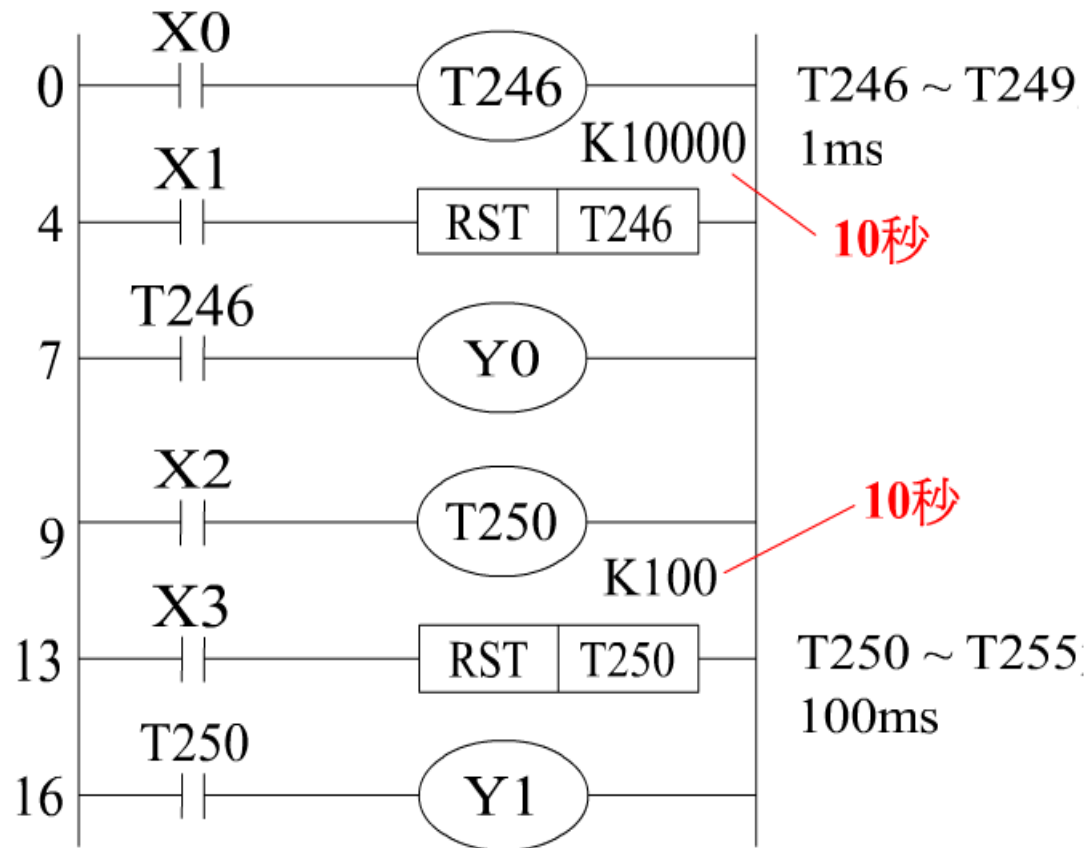 X0
0 T246 T246 ~ T249,
K10000 1ms
X1
4 RST T246 10秒
T246
7 Y0
X2 10秒
9 T250
K100
X3
13 RST T250 T250 ~ T255,
100ms
T250
16 Y1